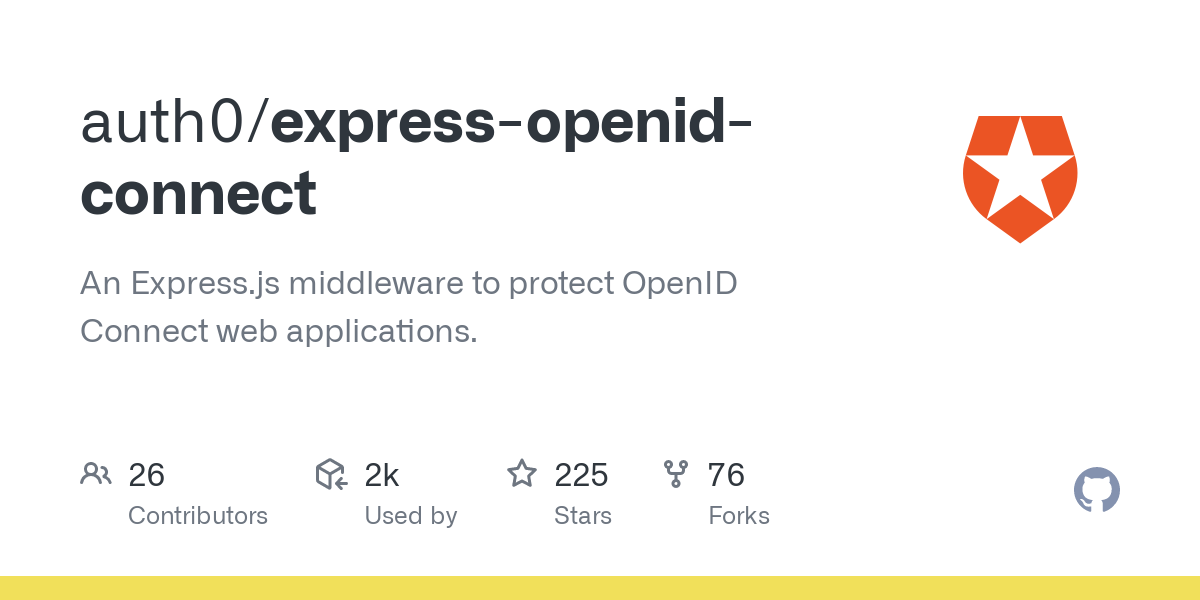 auth0/express-openid-
connect
An Express.js middleware to protect OpenID
Connect web applications.
26
Contributors
2k
Used by
225
Stars
76
Forks